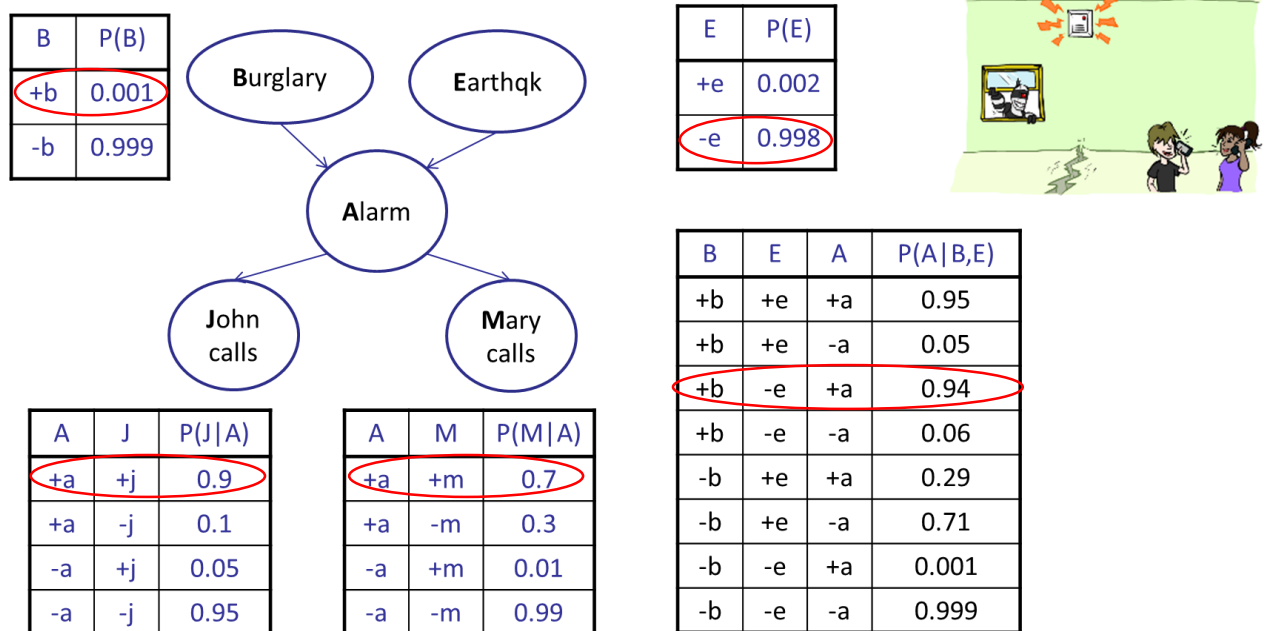 B P(B)
+b 0.001
-b 0.999
Burglary
Earthqk
E P(E)
+e 0.002
-e 0.998
Alarm
John
calls
Mary
calls
A J P(J|A)
+a +j 0.9
+a -j 0.1
-a +j 0.05
-a -j 0.95
A M P(M|A)
+a +m 0.7
+a -m 0.3
-a +m 0.01
-a -m 0.99
B E A P(A|B,E)
+b +e +a 0.95
+b +e -a 0.05
+b -e +a 0.94
+b -e -a 0.06
-b +e +a 0.29
-b +e -a 0.71
-b -e +a 0.001
-b -e -a 0.999